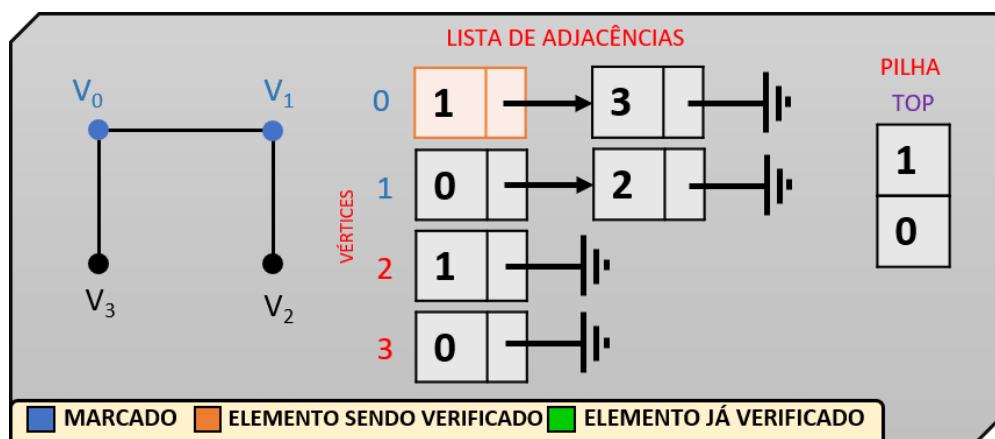 LISTA DE ADJACÊNCIAS
PILHA
TOP
V₀ V₁
V₃ V₂
VÉRTICES
0 1 3
1 0 2
2 1
3 0
1
0
MARCADO ELEMENTO SENDO VERIFICADO ELEMENTO JÁ VERIFICADO